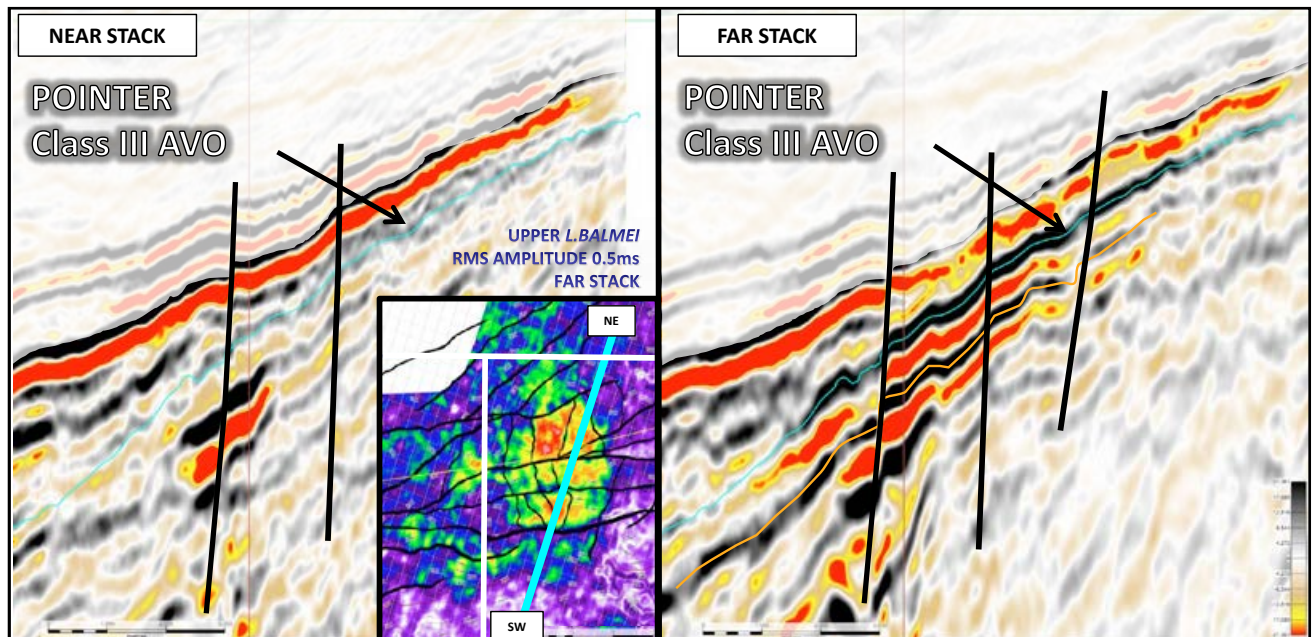 NEAR STACK
POINTER
Class III AVO
UPPER L.BALMEI
RMS AMPLITUDE 0.5ms
FAR STACK
NE
SW
FAR STACK
POINTER
Class III AVO